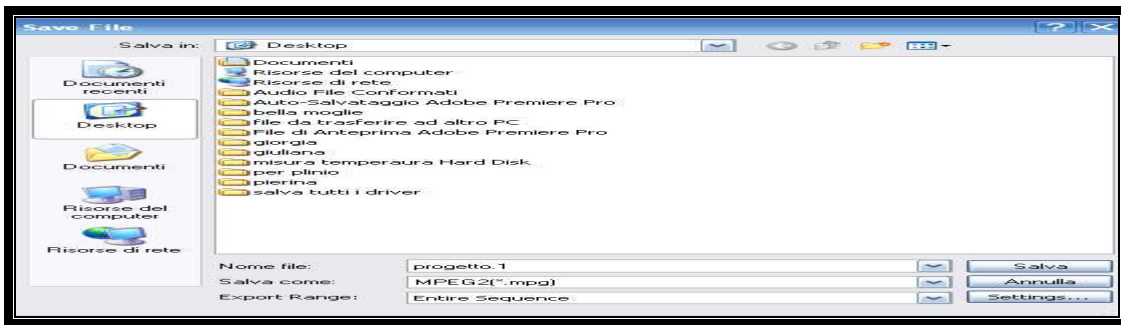 Save File
Salva in:
Desktop
Documenti recenti
Desktop
Documenti
Risorse del computer
Risorse di rete
Documenti
Risorse del computer
Risorse di rete
Audio File Conformati
Auto-Salvataggio Adobe Premiere Pro
bella moglie
file da trasferire ad altro PC
File di Anteprima Adobe Premiere Pro
giorgia
giuliana
misura temperaura Hard Disk
per plinio
pierina
salva tutti i driver
Nome file:
progetto.1
Salva
Salva come:
MPEG2(*.mpg)
Annulla
Export Range:
Entire Sequence
Settings...